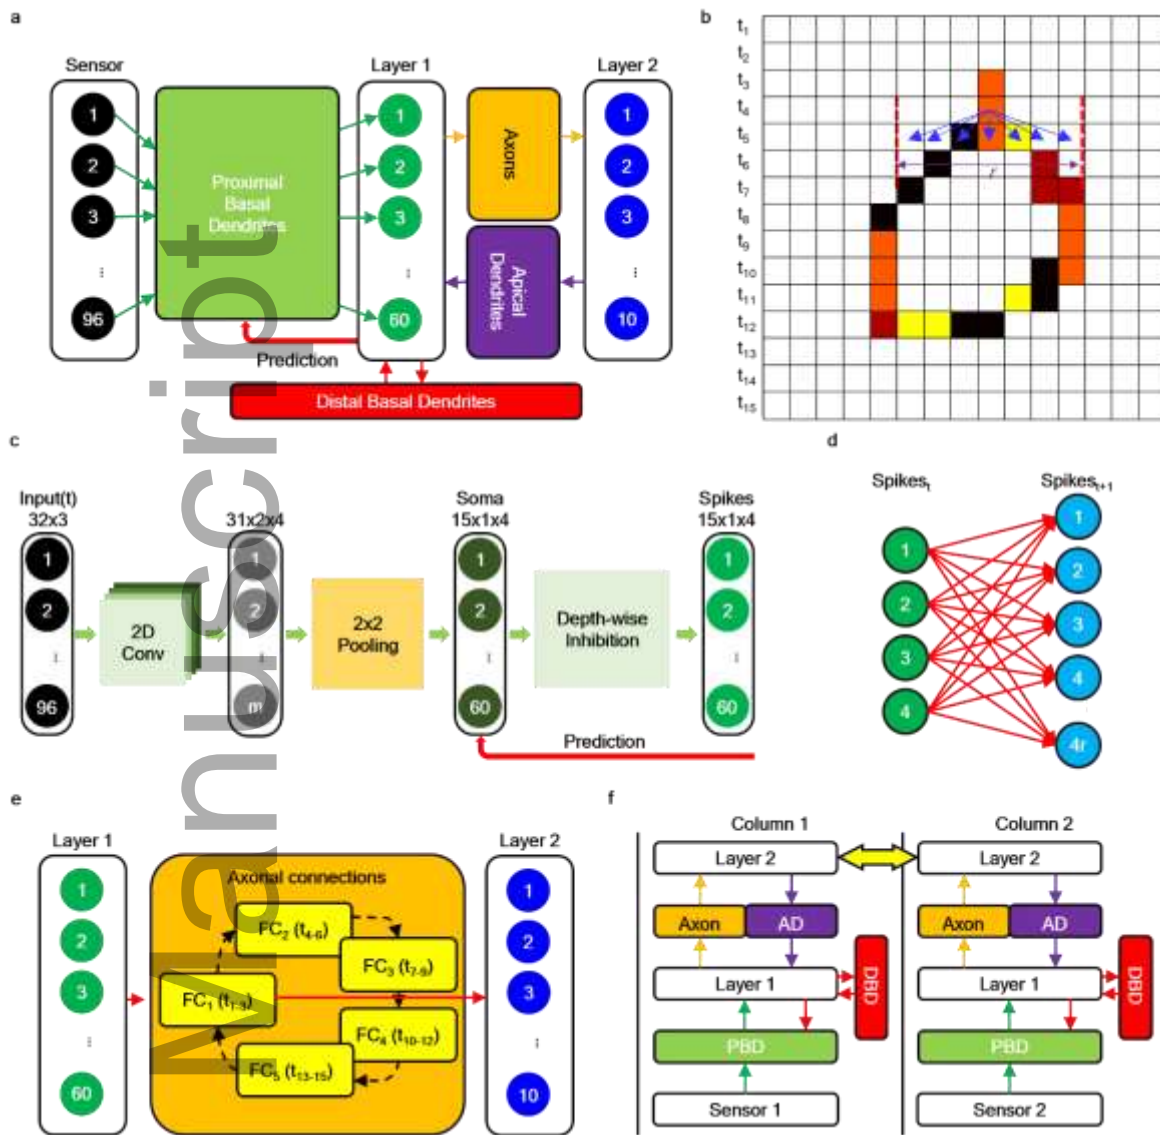 a
Sensor
1
2
3
...
96
Proximal
Basal
Dendrites
Layer 1
1
2
3
...
60
Axons
Apical
Dendrites
Layer 2
1
2
3
...
10
Prediction
Distal Basal Dendrites
b
t1
t2
t3
t4
t5
t6
t7
t8
t9
t10
t11
t12
t13
t14
t15
r
c
Input(t)
32x3
1
2
...
96
2D
Conv
31x2x4
1
2
...
m
2x2
Pooling
Soma
15x1x4
1
2
...
60
Depth-wise
Inhibition
Spikes
15x1x4
1
2
...
60
Prediction
d
Spikest
1
2
3
4
Spikest+1
1
2
3
4
4r
e
Layer 1
1
2
3
...
60
Axonal connections
FC1 (t1-3)
FC2 (t4-6)
FC3 (t7-9)
FC4 (t10-12)
FC5 (t13-15)
Layer 2
1
2
3
...
10
f
Column 1
Layer 2
Axon
AD
Layer 1
DBD
PBD
Sensor 1
Column 2
Layer 2
Axon
AD
Layer 1
DBD
PBD
Sensor 2
Manuscript